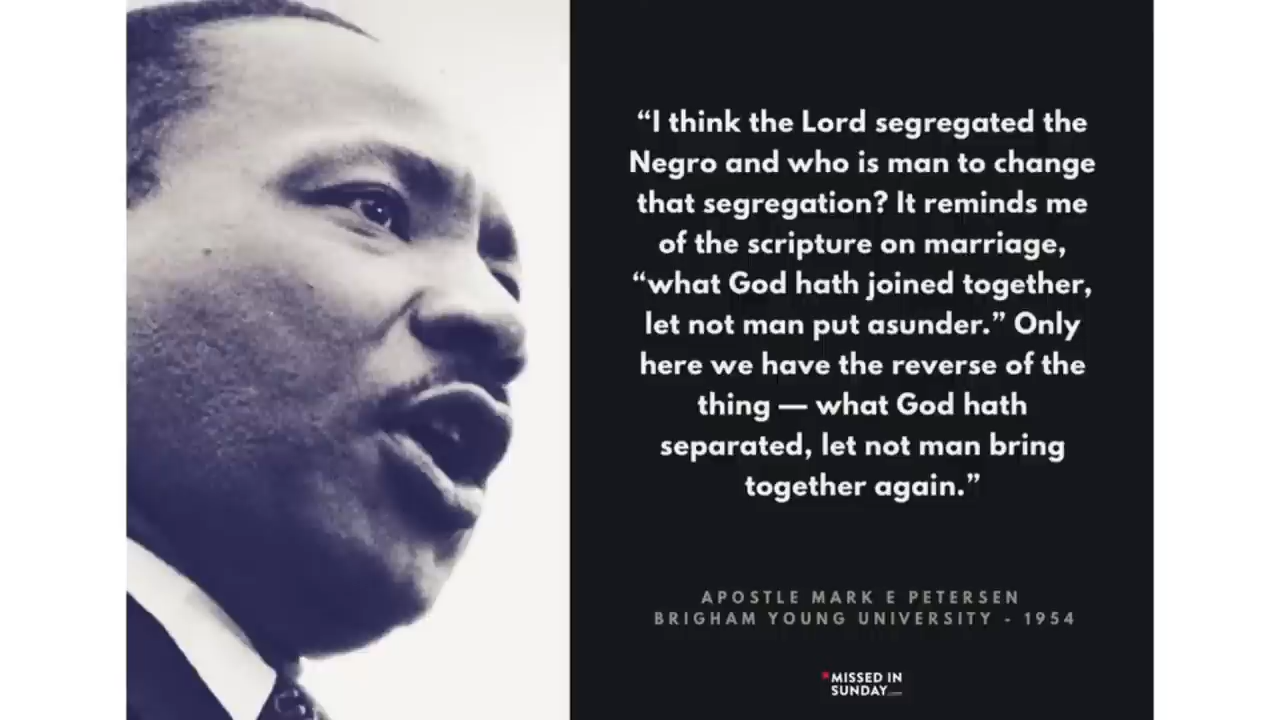 “I think the Lord segregated the
Negro and who is man to change
that segregation? It reminds me
of the scripture on marriage,
“what God hath joined together,
let not man put asunder.” Only
here we have the reverse of the
thing — what God hath
separated, let not man bring
together again.”
APOSTLE MARK E PETERSEN
BRIGHAM YOUNG UNIVERSITY - 1954
*MISSED IN
SUNDAY